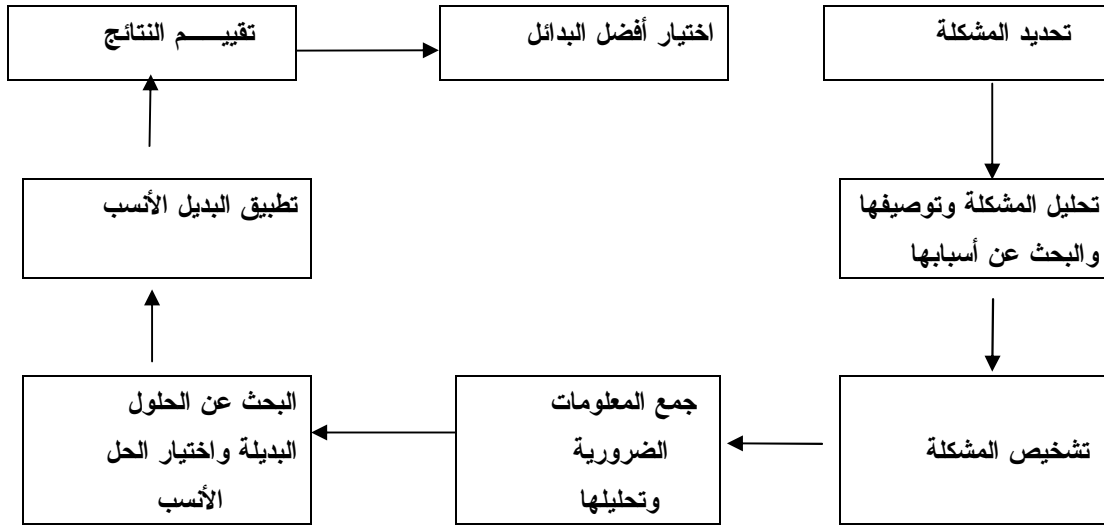 تحديد المشكلة
اختيار أفضل البدائل
تقييـــــم النتائج
تحليل المشكلة وتوصيفها
والبحث عن أسبابها
تطبيق البديل الأنسب
تشخيص المشكلة
جمع المعلومات
الضرورية
وتحليلها
البحث عن الحلول
البديلة واختيار الحل
الأنسب